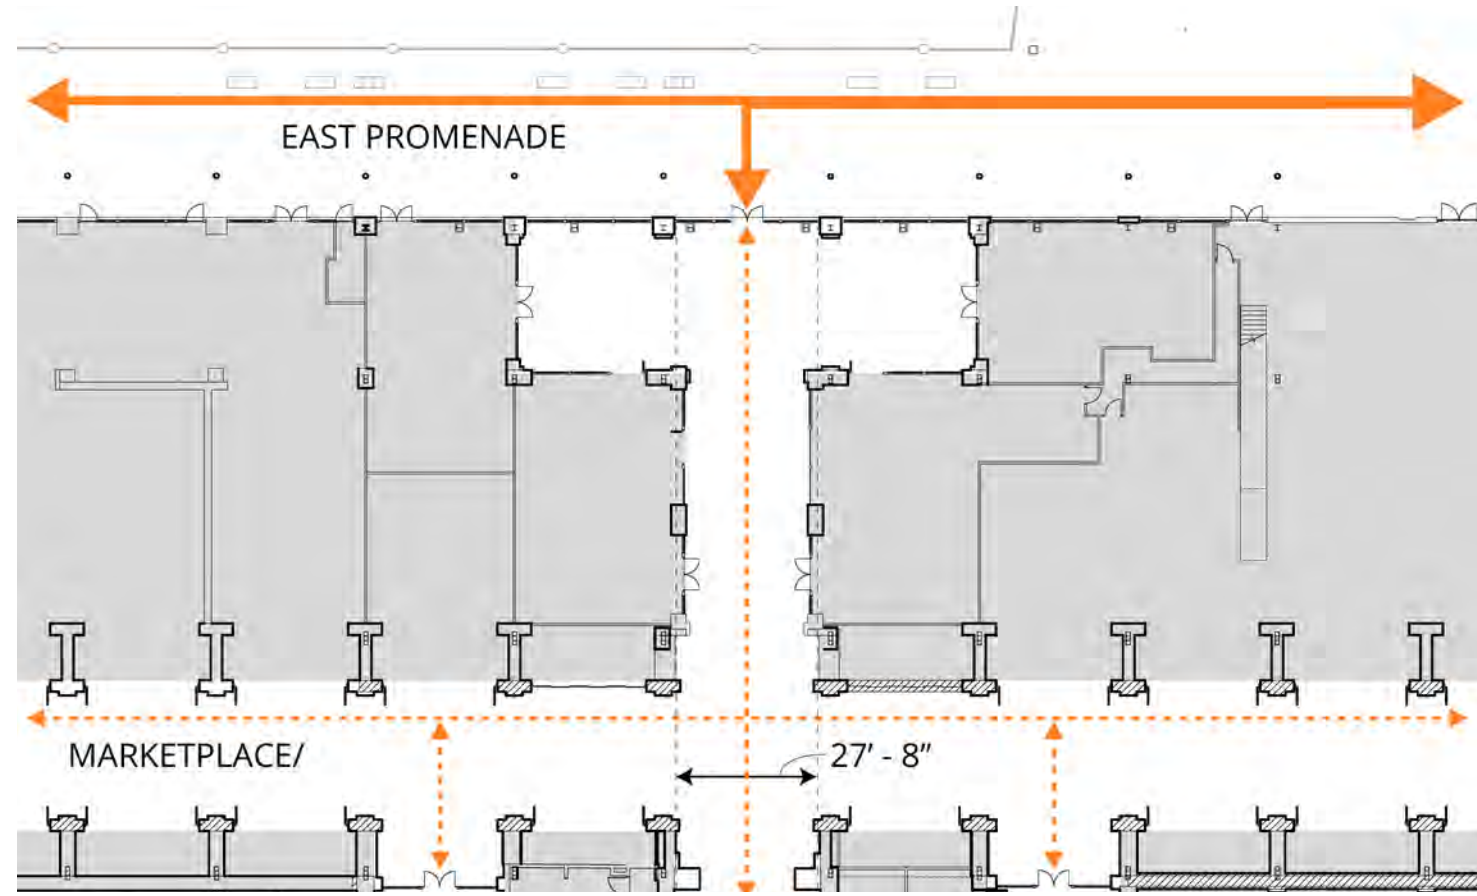 EAST PROMENADE
MARKETPLACE/
27' - 8”